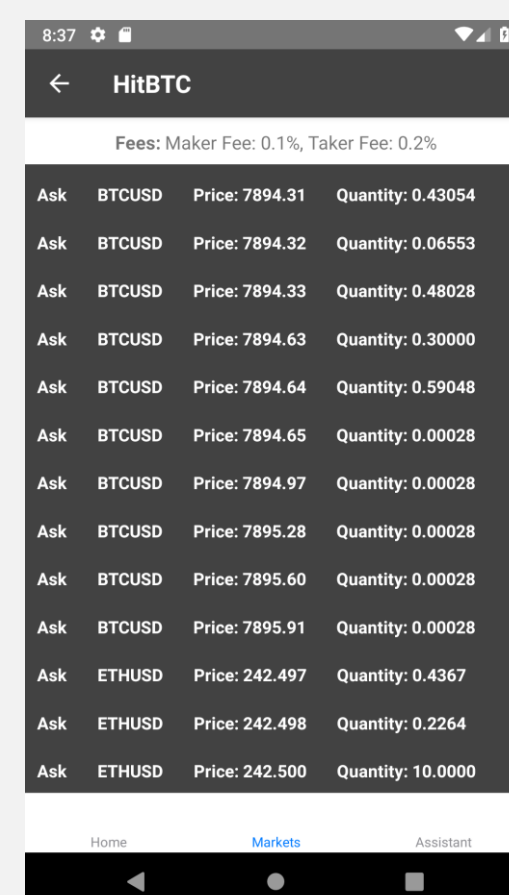 8:37
HitBTC
Fees: Maker Fee: 0.1%, Taker Fee: 0.2%
Ask BTCUSD Price: 7894.31 Quantity: 0.43054
Ask BTCUSD Price: 7894.32 Quantity: 0.06553
Ask BTCUSD Price: 7894.33 Quantity: 0.48028
Ask BTCUSD Price: 7894.63 Quantity: 0.30000
Ask BTCUSD Price: 7894.64 Quantity: 0.59048
Ask BTCUSD Price: 7894.65 Quantity: 0.00028
Ask BTCUSD Price: 7894.97 Quantity: 0.00028
Ask BTCUSD Price: 7895.28 Quantity: 0.00028
Ask BTCUSD Price: 7895.60 Quantity: 0.00028
Ask BTCUSD Price: 7895.91 Quantity: 0.00028
Ask ETHUSD Price: 242.497 Quantity: 0.4367
Ask ETHUSD Price: 242.498 Quantity: 0.2264
Ask ETHUSD Price: 242.500 Quantity: 10.0000
Home Markets Assistant